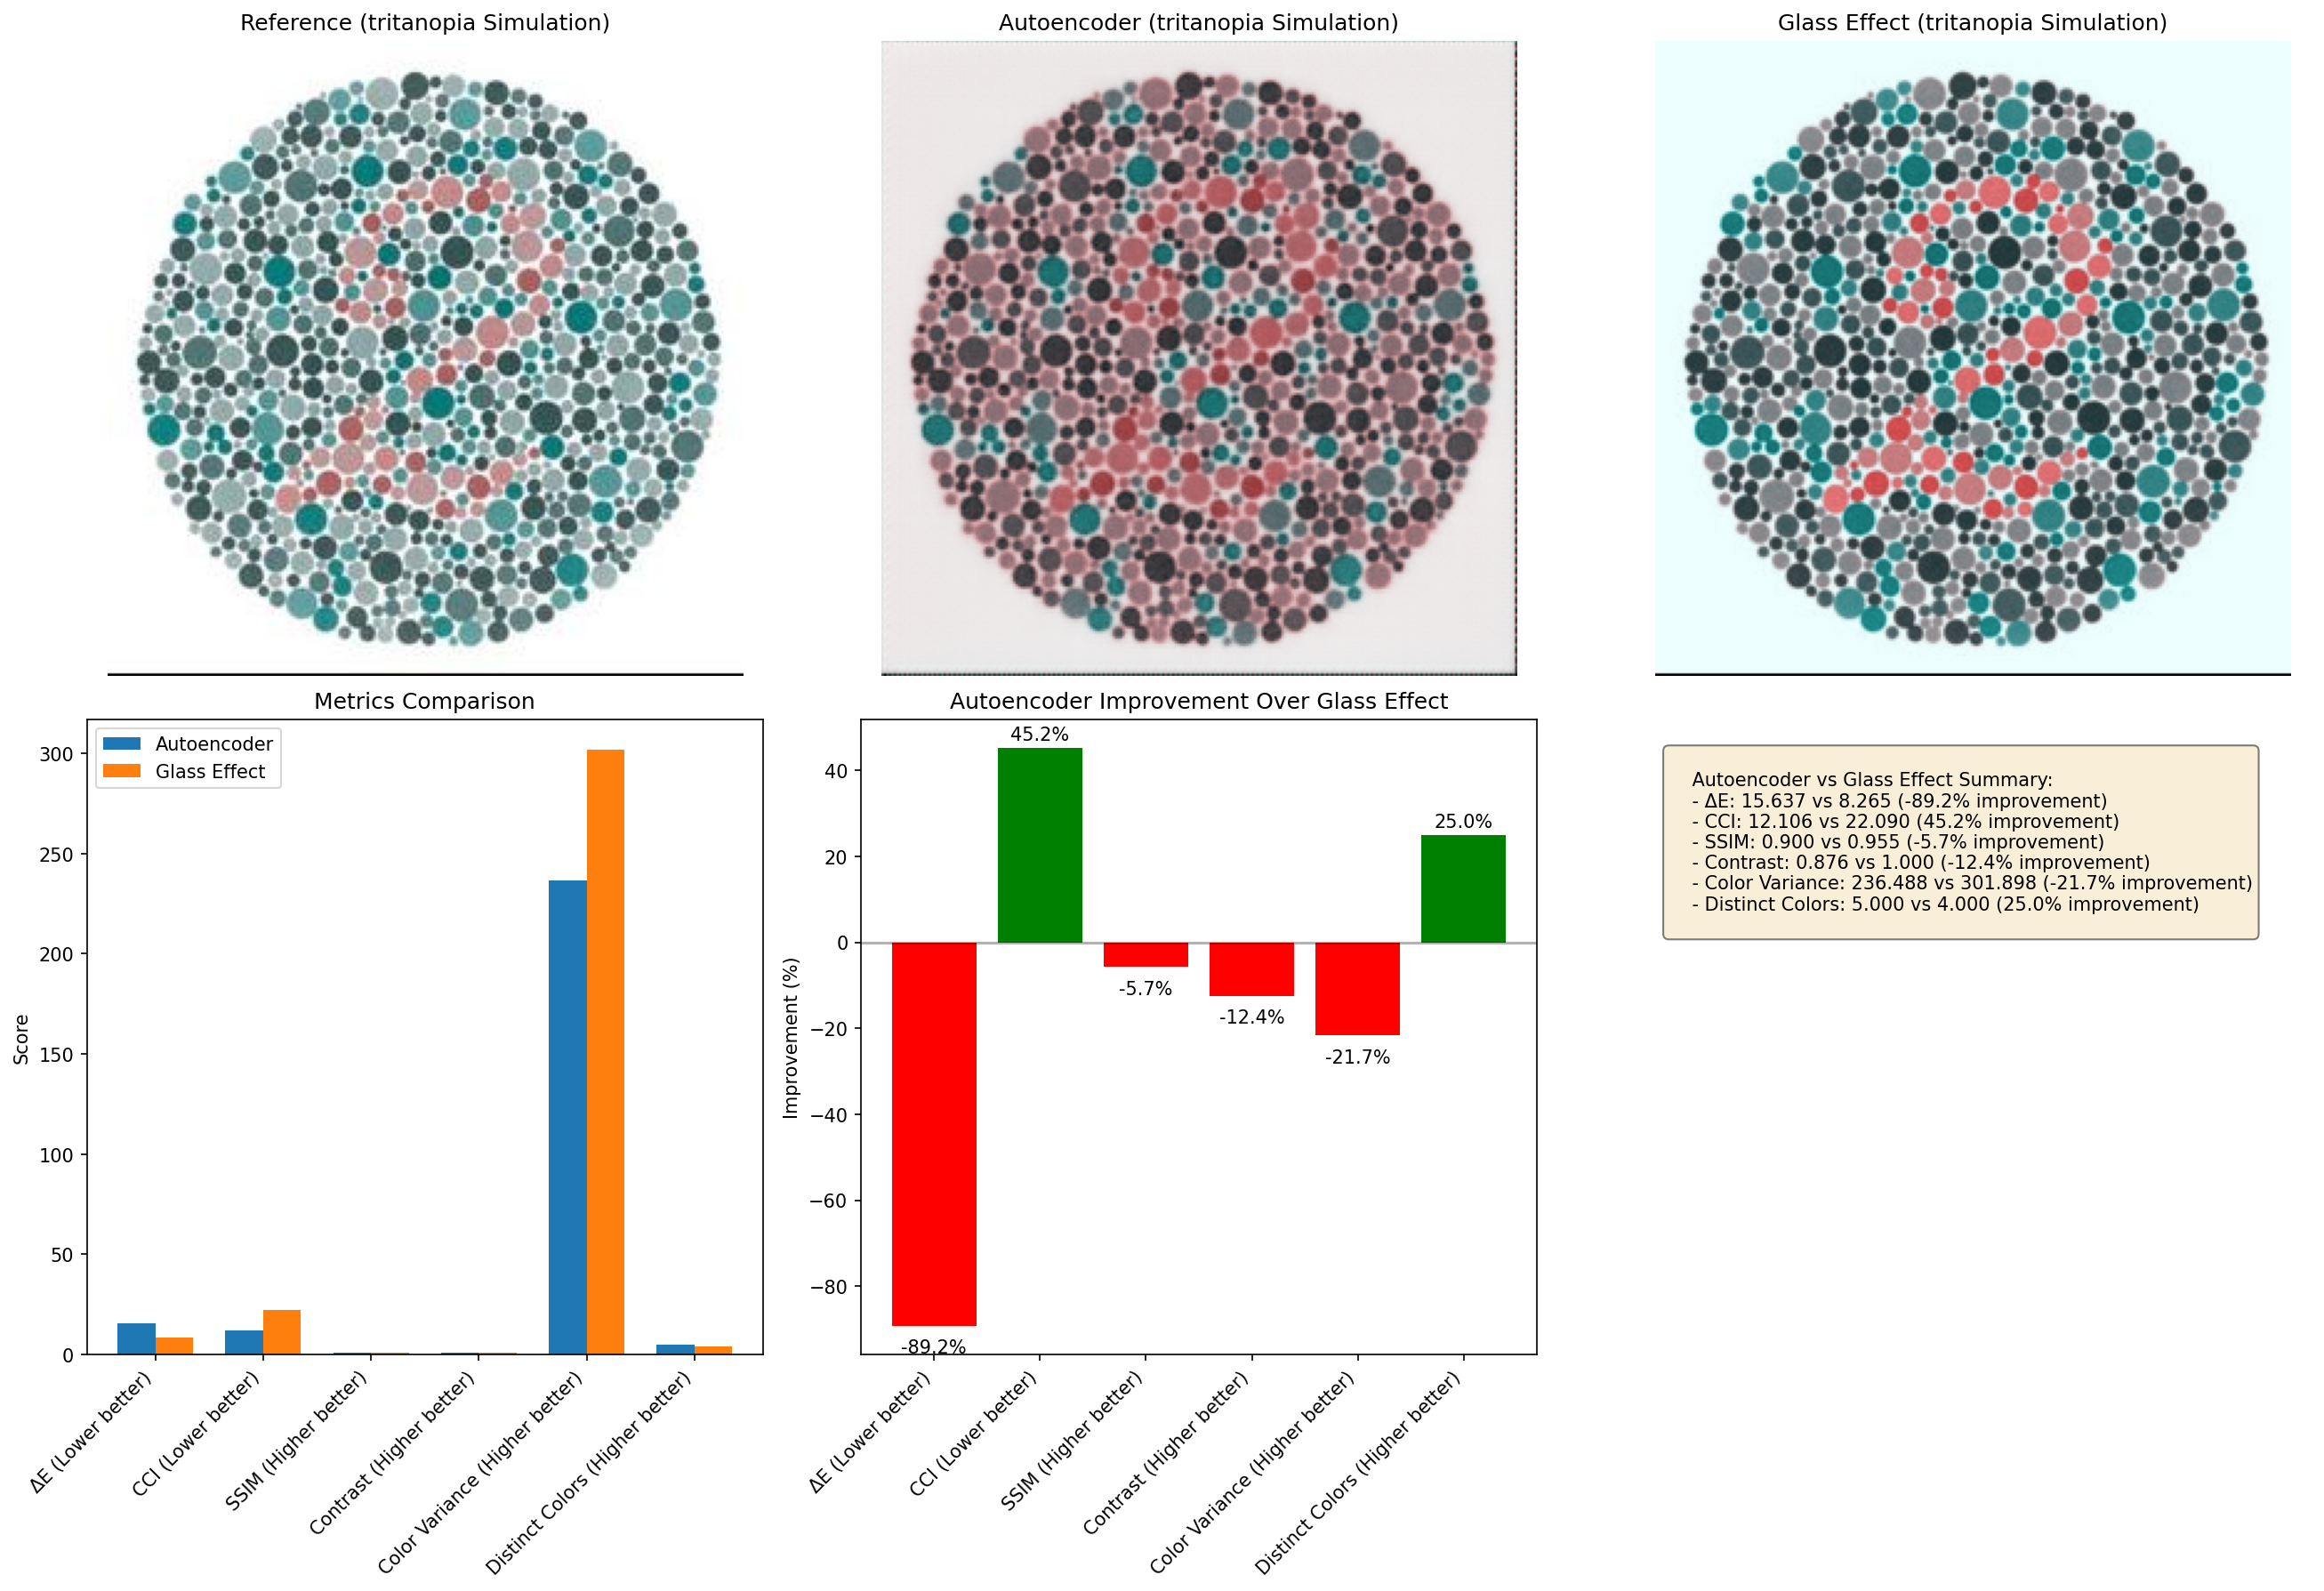 Reference (tritanopia Simulation)
Autoencoder (tritanopia Simulation)
Glass Effect (tritanopia Simulation)
2
2
2
Metrics Comparison
Autoencoder
Glass Effect
Score
300
250
200
150
100
50
0
ΔE (Lower better)
CCI (Lower better)
SSIM (Higher better)
Contrast (Higher better)
Color Variance (Higher better)
Distinct Colors (Higher better)
Autoencoder Improvement Over Glass Effect
Improvement (%)
40
20
0
−20
−40
−60
−80
-89.2%
45.2%
-5.7%
-12.4%
-21.7%
25.0%
ΔE (Lower better)
CCI (Lower better)
SSIM (Higher better)
Contrast (Higher better)
Color Variance (Higher better)
Distinct Colors (Higher better)
Autoencoder vs Glass Effect Summary:
- ΔE: 15.637 vs 8.265 (-89.2% improvement)
- CCI: 12.106 vs 22.090 (45.2% improvement)
- SSIM: 0.900 vs 0.955 (-5.7% improvement)
- Contrast: 0.876 vs 1.000 (-12.4% improvement)
- Color Variance: 236.488 vs 301.898 (-21.7% improvement)
- Distinct Colors: 5.000 vs 4.000 (25.0% improvement)